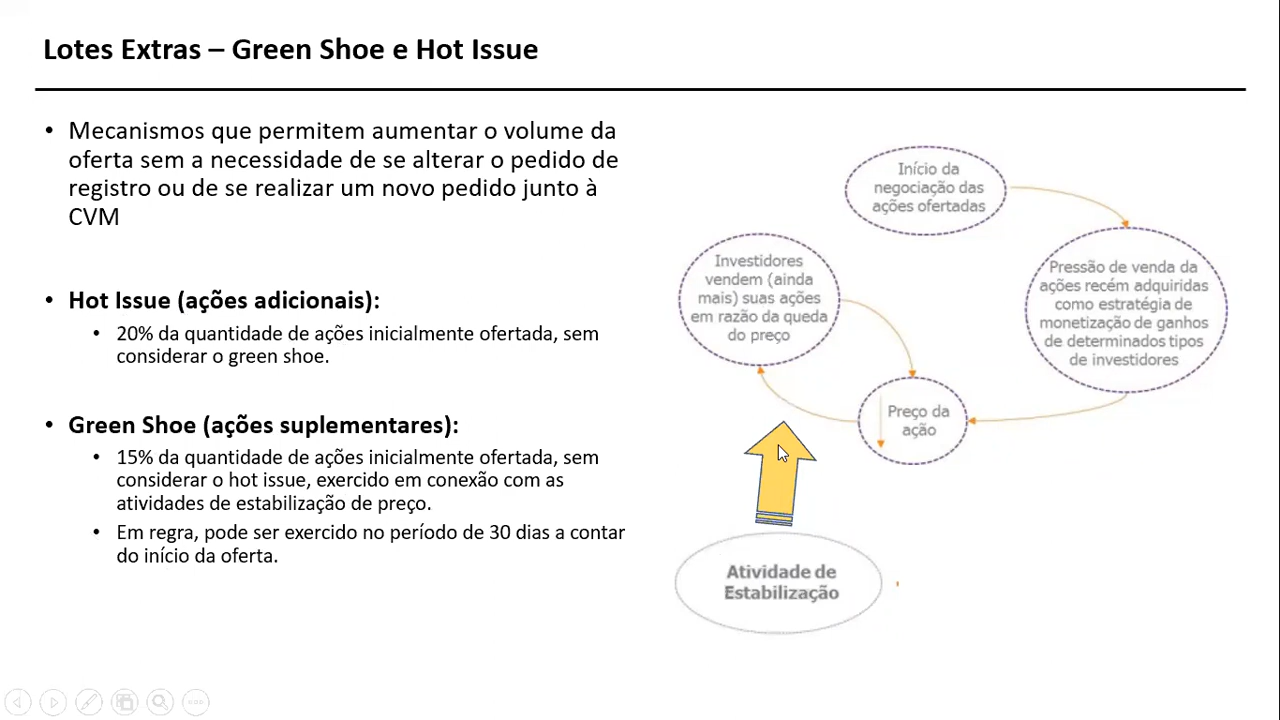 Lotes Extras – Green Shoe e Hot Issue
• Mecanismos que permitem aumentar o volume da
oferta sem a necessidade de se alterar o pedido de
registro ou de se realizar um novo pedido junto à
CVM
• Hot Issue (ações adicionais):
• 20% da quantidade de ações inicialmente ofertada, sem
considerar o green shoe.
• Green Shoe (ações suplementares):
• 15% da quantidade de ações inicialmente ofertada, sem
considerar o hot issue, exercido em conexão com as
atividades de estabilização de preço.
• Em regra, pode ser exercido no período de 30 dias a contar
do início da oferta.
Início da
negociação das
ações ofertadas
Pressão de venda da
ações recém adquiridas
como estratégia de
monetização de ganhos
de determinados tipos
de investidores
Investidores
vendem (ainda
mais) suas ações
em razão da queda
do preço
Preço da
ação
Atividade de
Estabilização